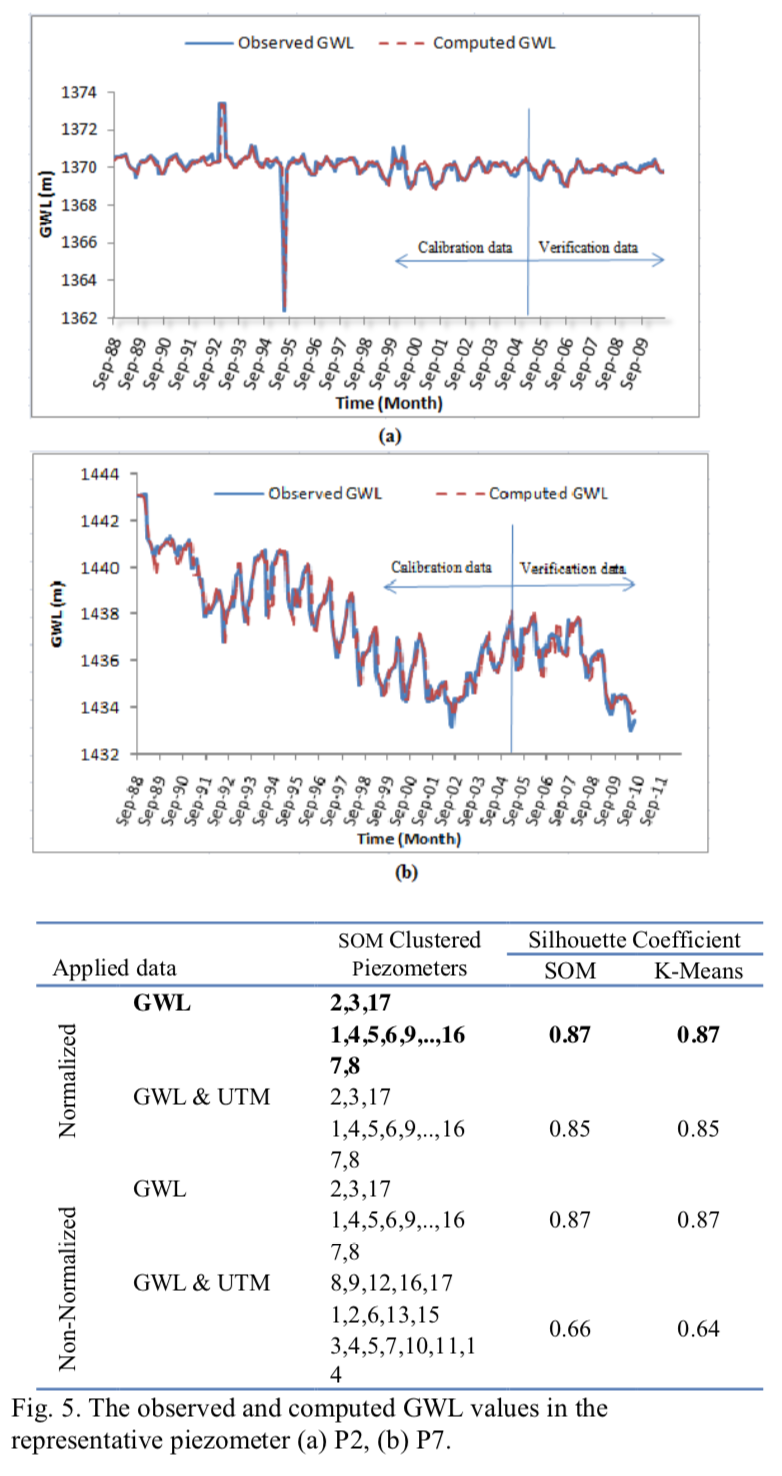 Observed GWL Computed GWL
1374
1372
1370
1368
1366
1364
1362
GWL (m)
Calibration data Verification data
Sep-88 Sep-89 Sep-90 Sep-91 Sep-92 Sep-93 Sep-94 Sep-95 Sep-96 Sep-97 Sep-98 Sep-99 Sep-00 Sep-01 Sep-02 Sep-03 Sep-04 Sep-05 Sep-06 Sep-07 Sep-08 Sep-09
Time (Month)
(a)
Observed GWL Computed GWL
1444
1442
1440
1438
1436
1434
1432
GWL (m)
Calibration data Verification data
Sep-88 Sep-89 Sep-90 Sep-91 Sep-92 Sep-93 Sep-94 Sep-95 Sep-96 Sep-97 Sep-98 Sep-99 Sep-00 Sep-01 Sep-02 Sep-03 Sep-04 Sep-05 Sep-06 Sep-07 Sep-08 Sep-09 Sep-10 Sep-11
Time (Month)
(b)
Applied data SOM Clustered Piezometers Silhouette Coefficient
SOM K-Means
Normalized
GWL 2,3,17
1,4,5,6,9,..,16 0.87 0.87
7,8
GWL & UTM 2,3,17
1,4,5,6,9,..,16 0.85 0.85
7,8
Non-Normalized
GWL 2,3,17
1,4,5,6,9,..,16 0.87 0.87
7,8
GWL & UTM 8,9,12,16,17
1,2,6,13,15
0.66 0.64
3,4,5,7,10,11,1
4
Fig. 5. The observed and computed GWL values in the
representative piezometer (a) P2, (b) P7.